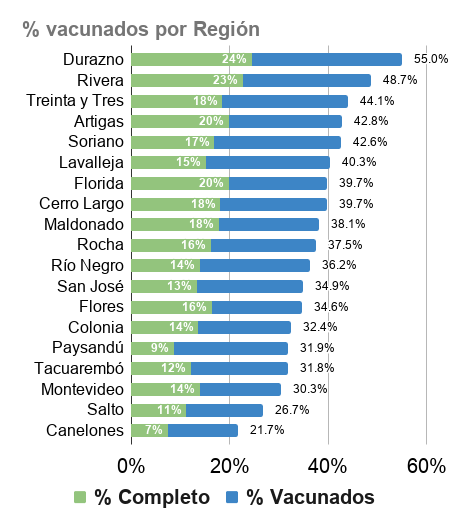 % vacunados por Región
Durazno 24% 55.0%
Rivera 23% 48.7%
Treinta y Tres 18% 44.1%
Artigas 20% 42.8%
Soriano 17% 42.6%
Lavalleja 15% 40.3%
Florida 20% 39.7%
Cerro Largo 18% 39.7%
Maldonado 18% 38.1%
Rocha 16% 37.5%
Río Negro 14% 36.2%
San José 13% 34.9%
Flores 16% 34.6%
Colonia 14% 32.4%
Paysandú 9% 31.9%
Tacuarembó 12% 31.8%
Montevideo 14% 30.3%
Salto 11% 26.7%
Canelones 7% 21.7%
0% 20% 40% 60%
% Completo % Vacunados